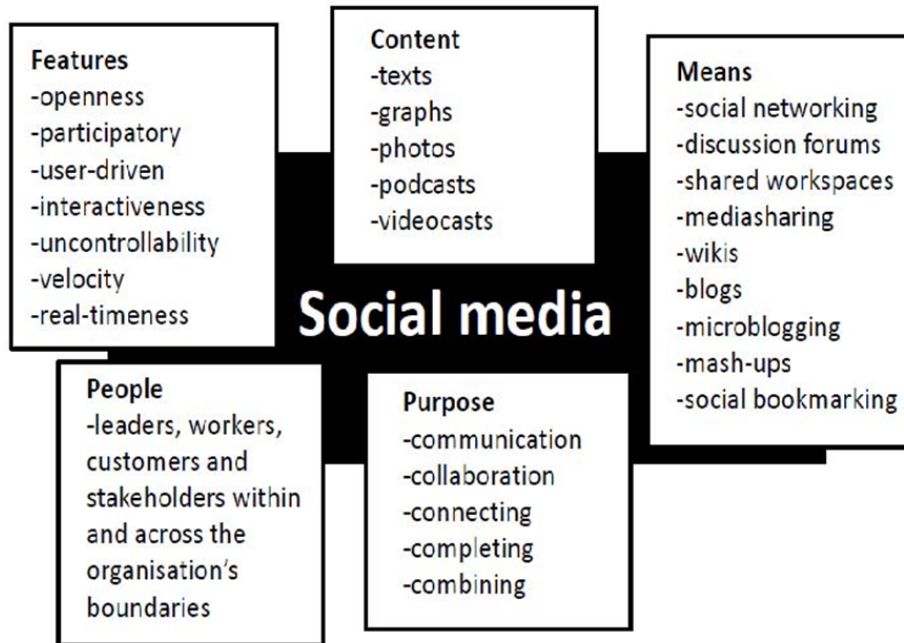 Features
-openness
-participatory
-user-driven
-interactiveness
-uncontrollability
-velocity
-real-timeness
Content
-texts
-graphs
-photos
-podcasts
-videocasts
Means
-social networking
-discussion forums
-shared workspaces
-mediasharing
-wikis
-blogs
-microblogging
-mash-ups
-social bookmarking
Social media
People
-leaders, workers,
customers and
stakeholders within
and across the
organisation's
boundaries
Purpose
-communication
-collaboration
-connecting
-completing
-combining